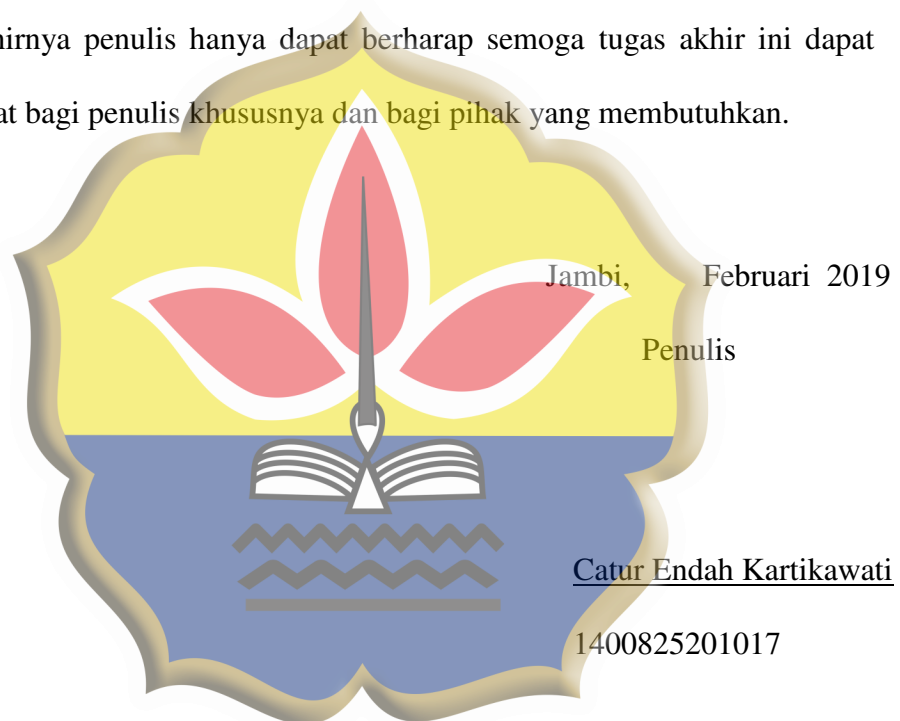 hirnya penulis hanya dapat berharap semoga tugas akhir ini dapat
at bagi penulis khususnya dan bagi pihak yang membutuhkan.
Jambi, Februari 2019
Penulis
Catur Endah Kartikawati
1400825201017